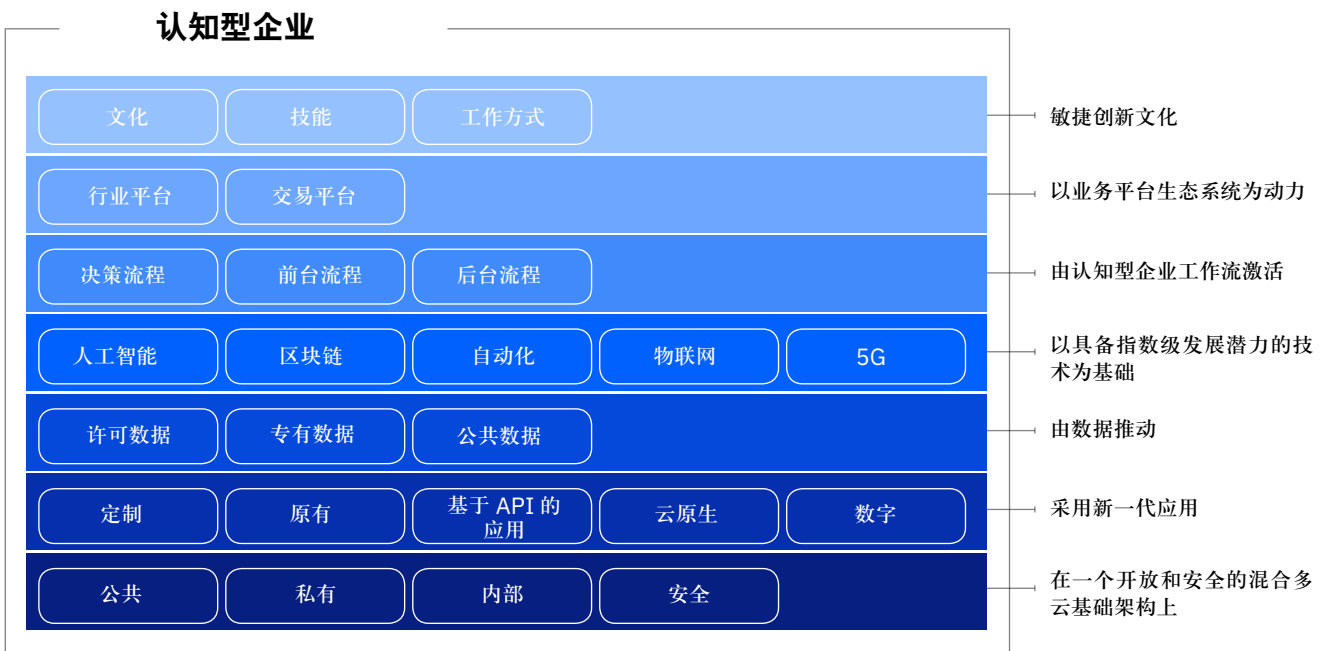 认知型企业
文化 技能 工作方式
敏捷创新文化
行业平台 交易平台
以业务平台生态系统为动力
决策流程 前台流程 后台流程
由认知型企业工作流激活
人工智能 区块链 自动化 物联网 5G
以具备指数级发展潜力的技
术为基础
许可数据 专有数据 公共数据
由数据推动
定制 原有 基于 API 的
应用 云原生 数字
采用新一代应用
公共 私有 内部 安全
在一个开放和安全的混合多
云基础架构上